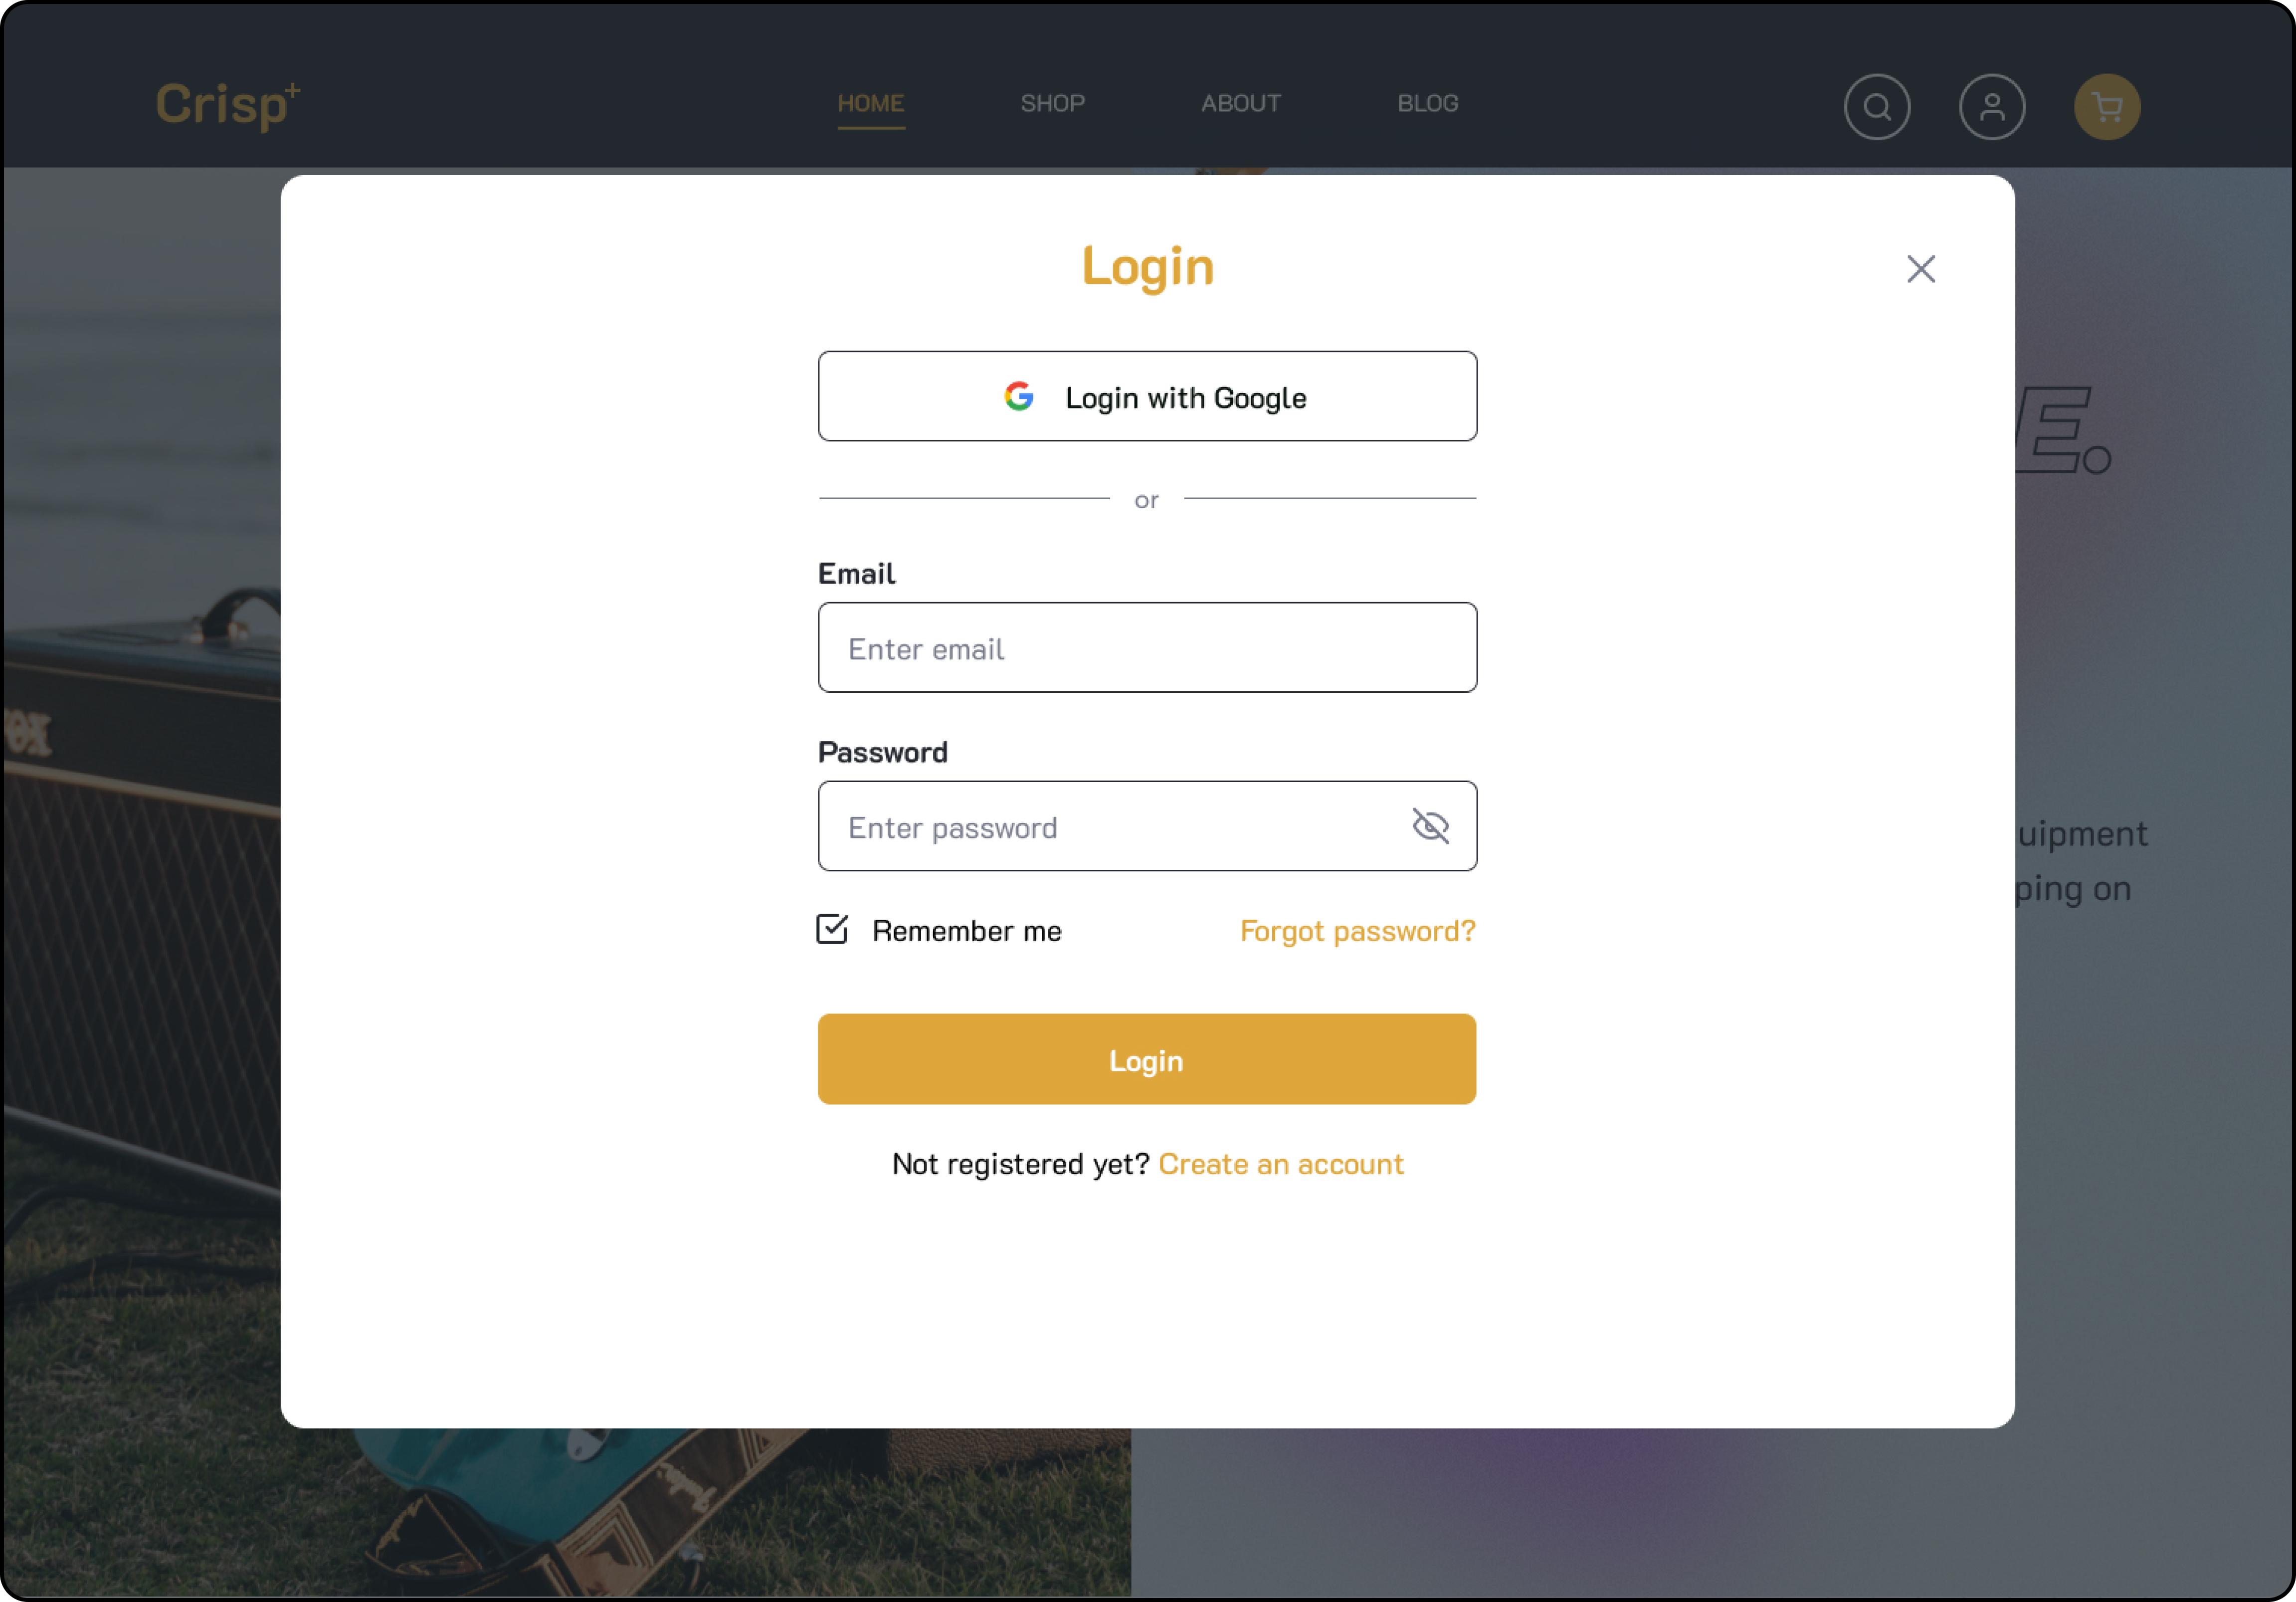 Crisp+
HOME SHOP ABOUT BLOG
Login
Login with Google
E.
or
Email
Enter email
VOX
Password
Enter password
uipment
ping on
Remember me Forgot password?
Login
Not registered yet? Create an account